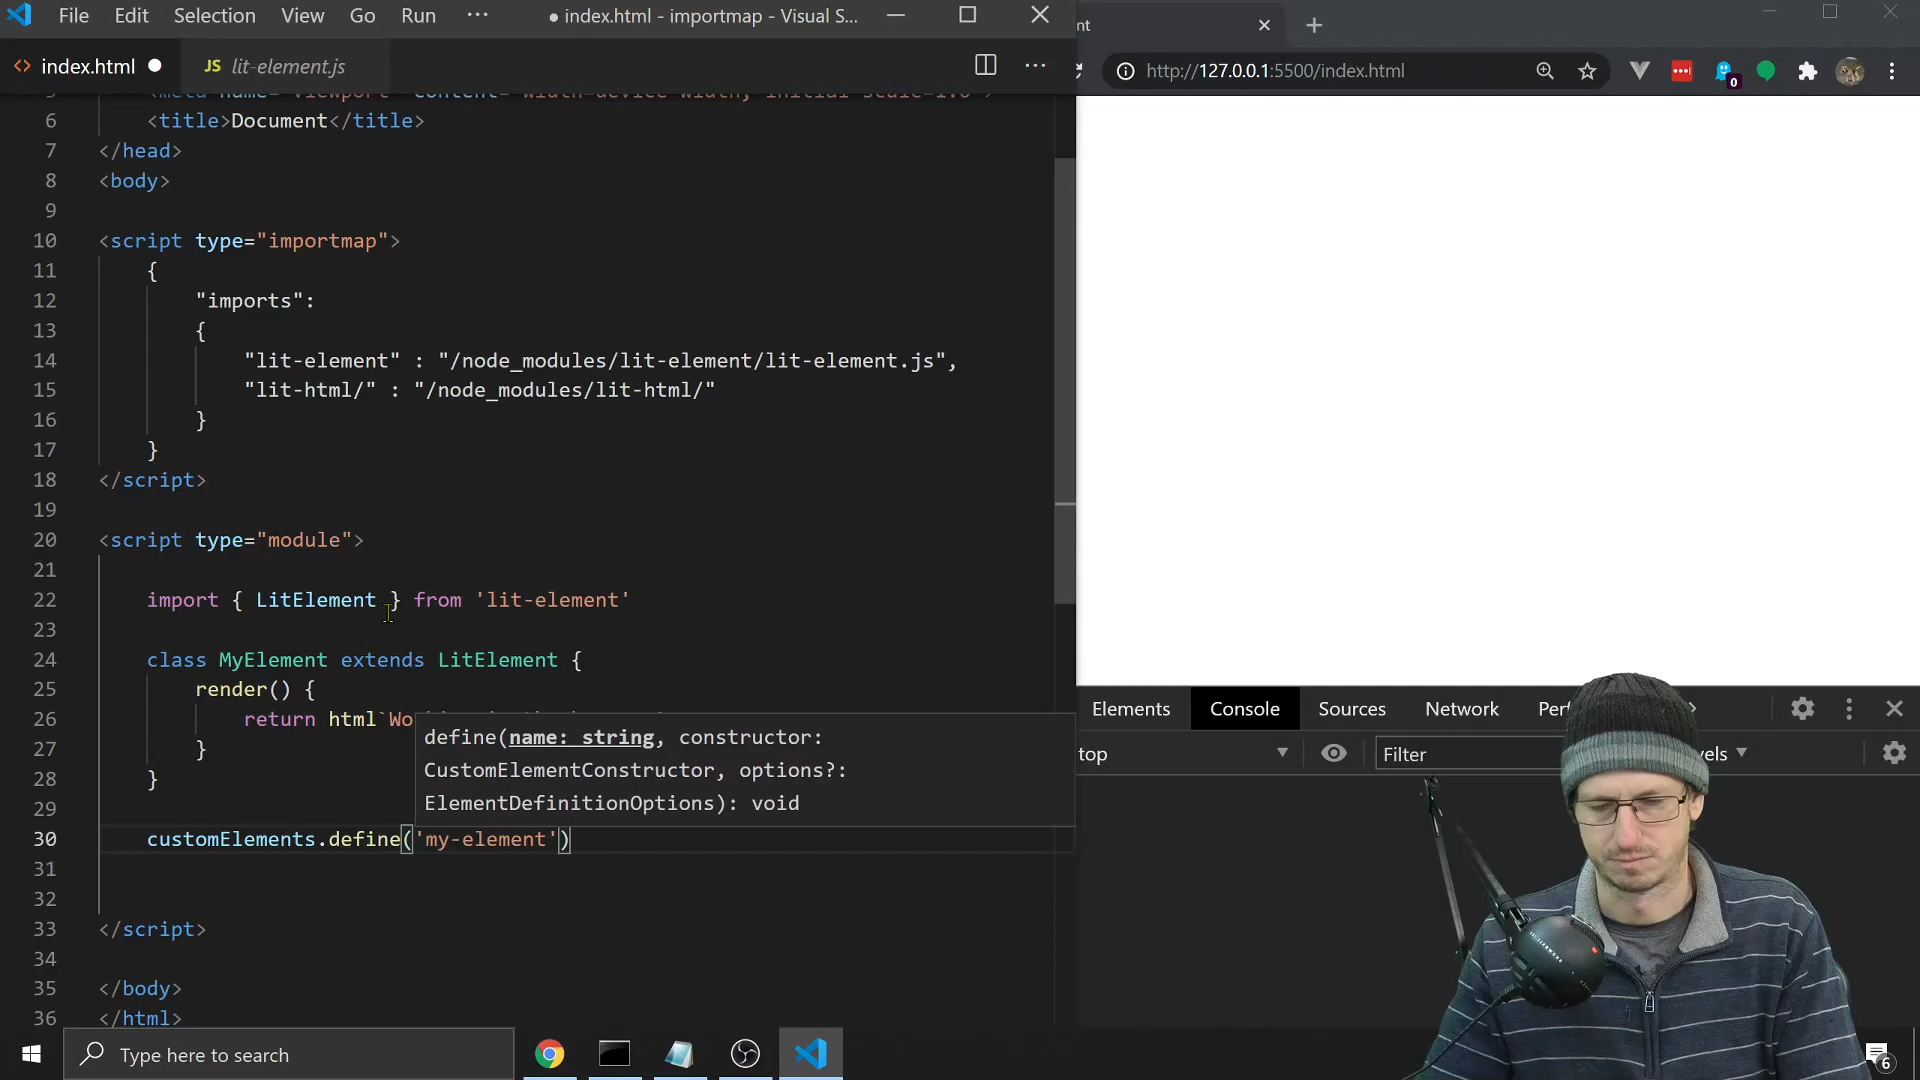 File Edit Selection View Go Run ··· ● index.html - importmap - Visual S...
index.html
JS lit-element.js
nt
http://127.0.0.1:5500/index.html
0
6 <title>Document</title>
7 </head>
8 <body>
9
10 <script type="importmap">
11 {
12 "imports":
13 {
14 "lit-element" : "/node_modules/lit-element/lit-element.js",
15 "lit-html/" : "/node_modules/lit-html/"
16 }
17 }
18 </script>
19
20 <script type="module">
21
22 import { LitElement } from 'lit-element'
23
24 class MyElement extends LitElement {
25 render() {
26 return html`Wo
27 }
28 }
29
30 customElements.define('my-element')
31
32
33 </script>
34
35 </body>
36 </html>
define(name: string, constructor:
CustomElementConstructor, options?:
ElementDefinitionOptions): void
Elements Console Sources Network Per
top Filter vels
Type here to search
6